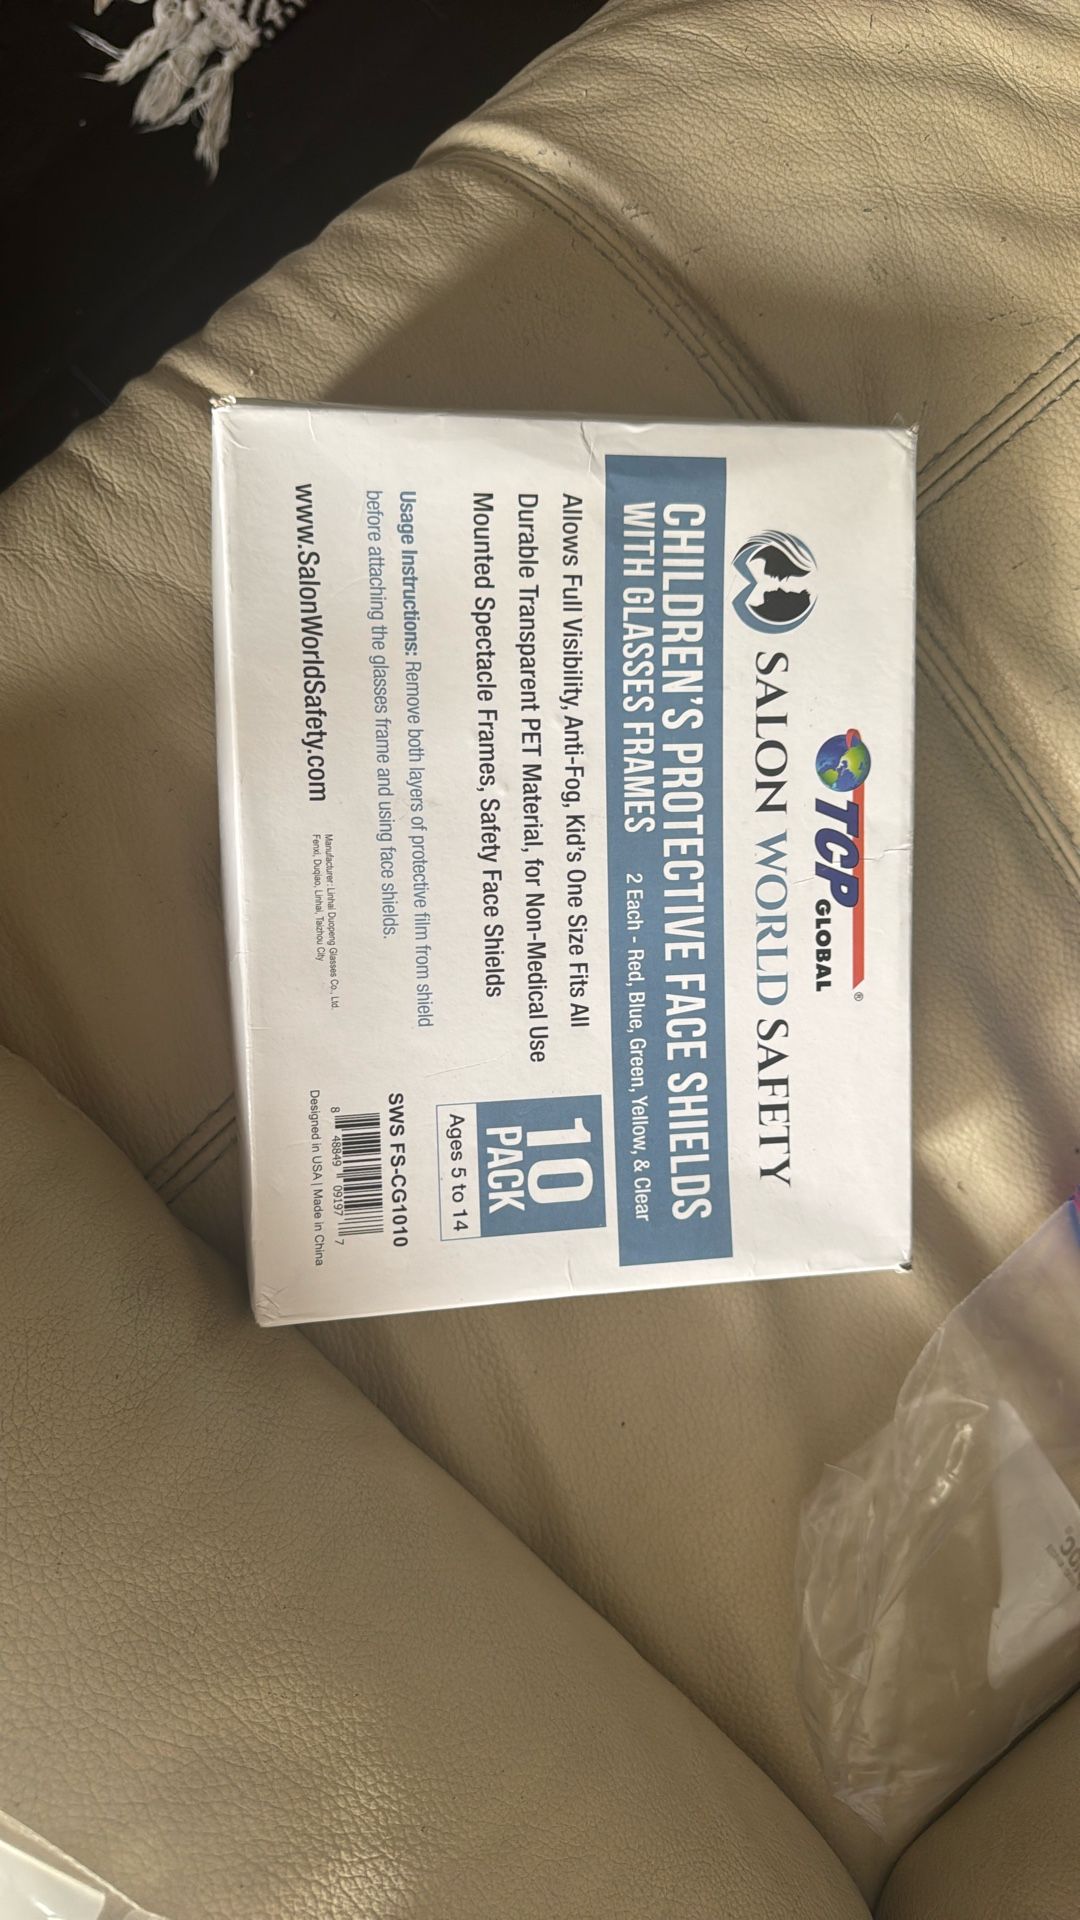 TCP GLOBAL®
SALON WORLD SAFETY
CHILDREN'S PROTECTIVE FACE SHIELDS
WITH GLASSES FRAMES 2 Each - Red, Blue, Green, Yellow, & Clear
Allows Full Visibility, Anti-Fog, Kid's One Size Fits All
Durable Transparent PET Material, for Non-Medical Use
Mounted Spectacle Frames, Safety Face Shields
10
PACK
Ages 5 to 14
Usage Instructions: Remove both layers of protective film from shield
before attaching the glasses frame and using face shields.
www.SalonWorldSafety.com
Manufacturer: Linhai Duopeng Glasses Co., Ltd.
Fenxi, Duqiao, Linhai, Taizhou City
SWS FS-CG1010
8 48849 09197 7
Designed in USA | Made in China